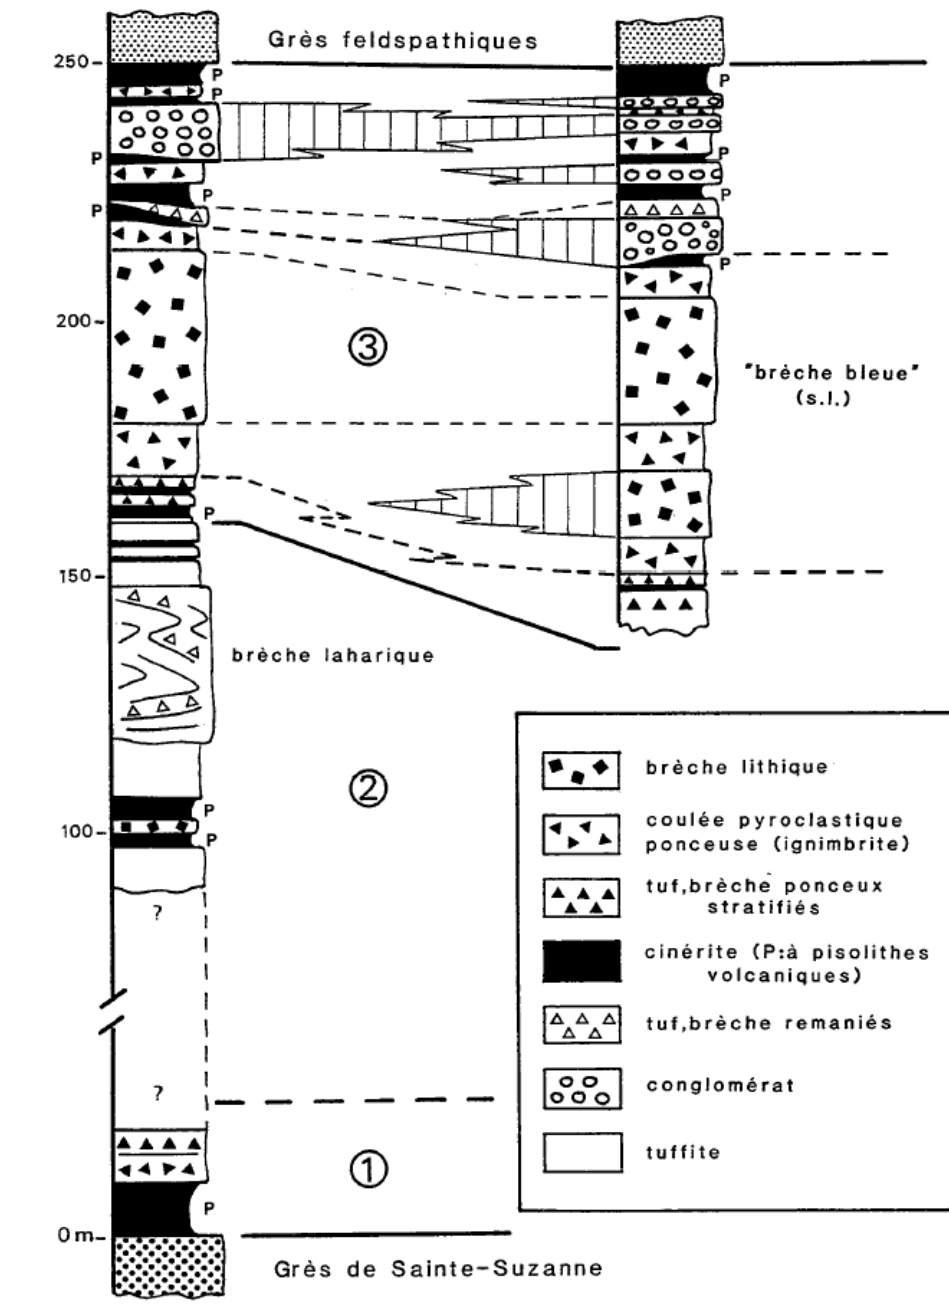 Grès feldspathiques
250
P
P
P
P
P
P
P
P
P
P
200
③
"brèche bleue"
(s.l.)
P
150
brèche laharique
②
P
100
P
?
?
①
P
0 m
Grès de Sainte-Suzanne
brèche lithique
coulée pyroclastique
ponceuse (ignimbrite)
tuf,brèche ponceux
stratifiés
cinérite (P:à pisolithes
volcaniques)
tuf,brèche remaniés
conglomérat
tuffite